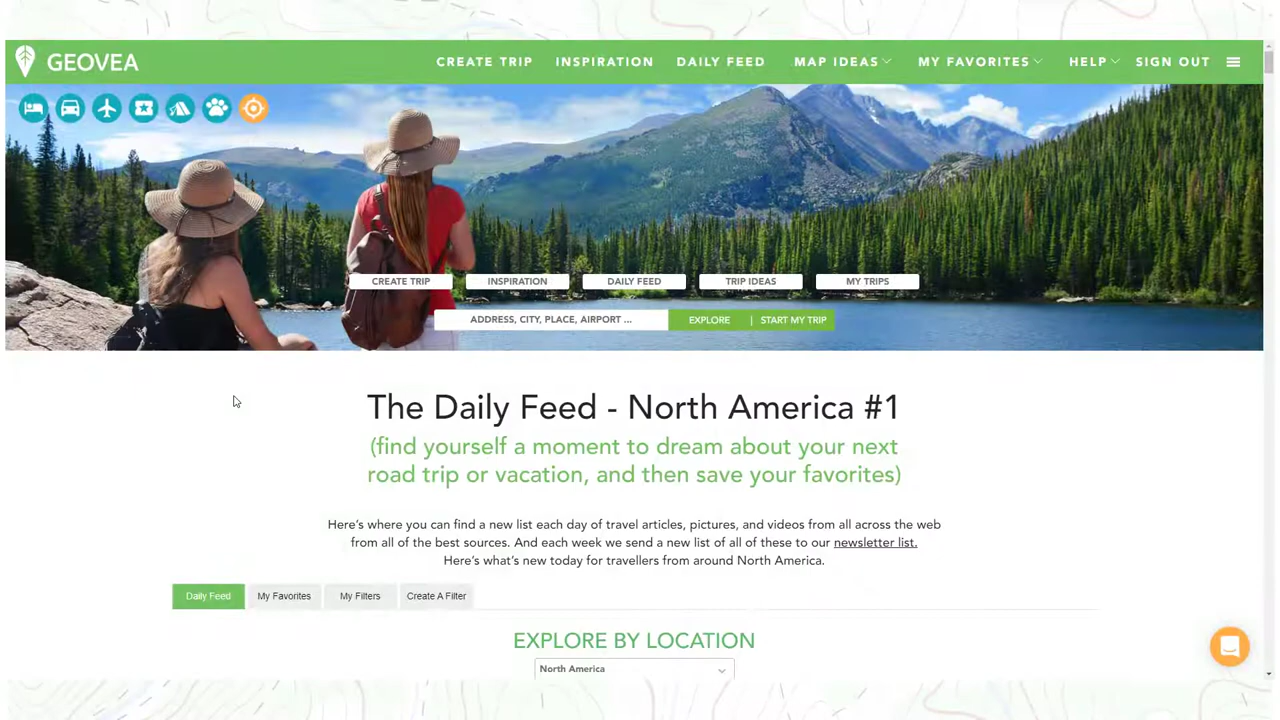 GEOVEA
CREATE TRIP INSPIRATION DAILY FEED MAP IDEAS MY FAVORITES HELP SIGN OUT
CREATE TRIP INSPIRATION DAILY FEED TRIP IDEAS MY TRIPS
ADDRESS, CITY, PLACE, AIRPORT ... EXPLORE | START MY TRIP
The Daily Feed - North America #1
(find yourself a moment to dream about your next
road trip or vacation, and then save your favorites)
Here's where you can find a new list each day of travel articles, pictures, and videos from all across the web
from all of the best sources. And each week we send a new list of all of these to our newsletter list.
Here's what's new today for travellers from around North America.
Daily Feed My Favorites My Filters Create A Filter
EXPLORE BY LOCATION
North America